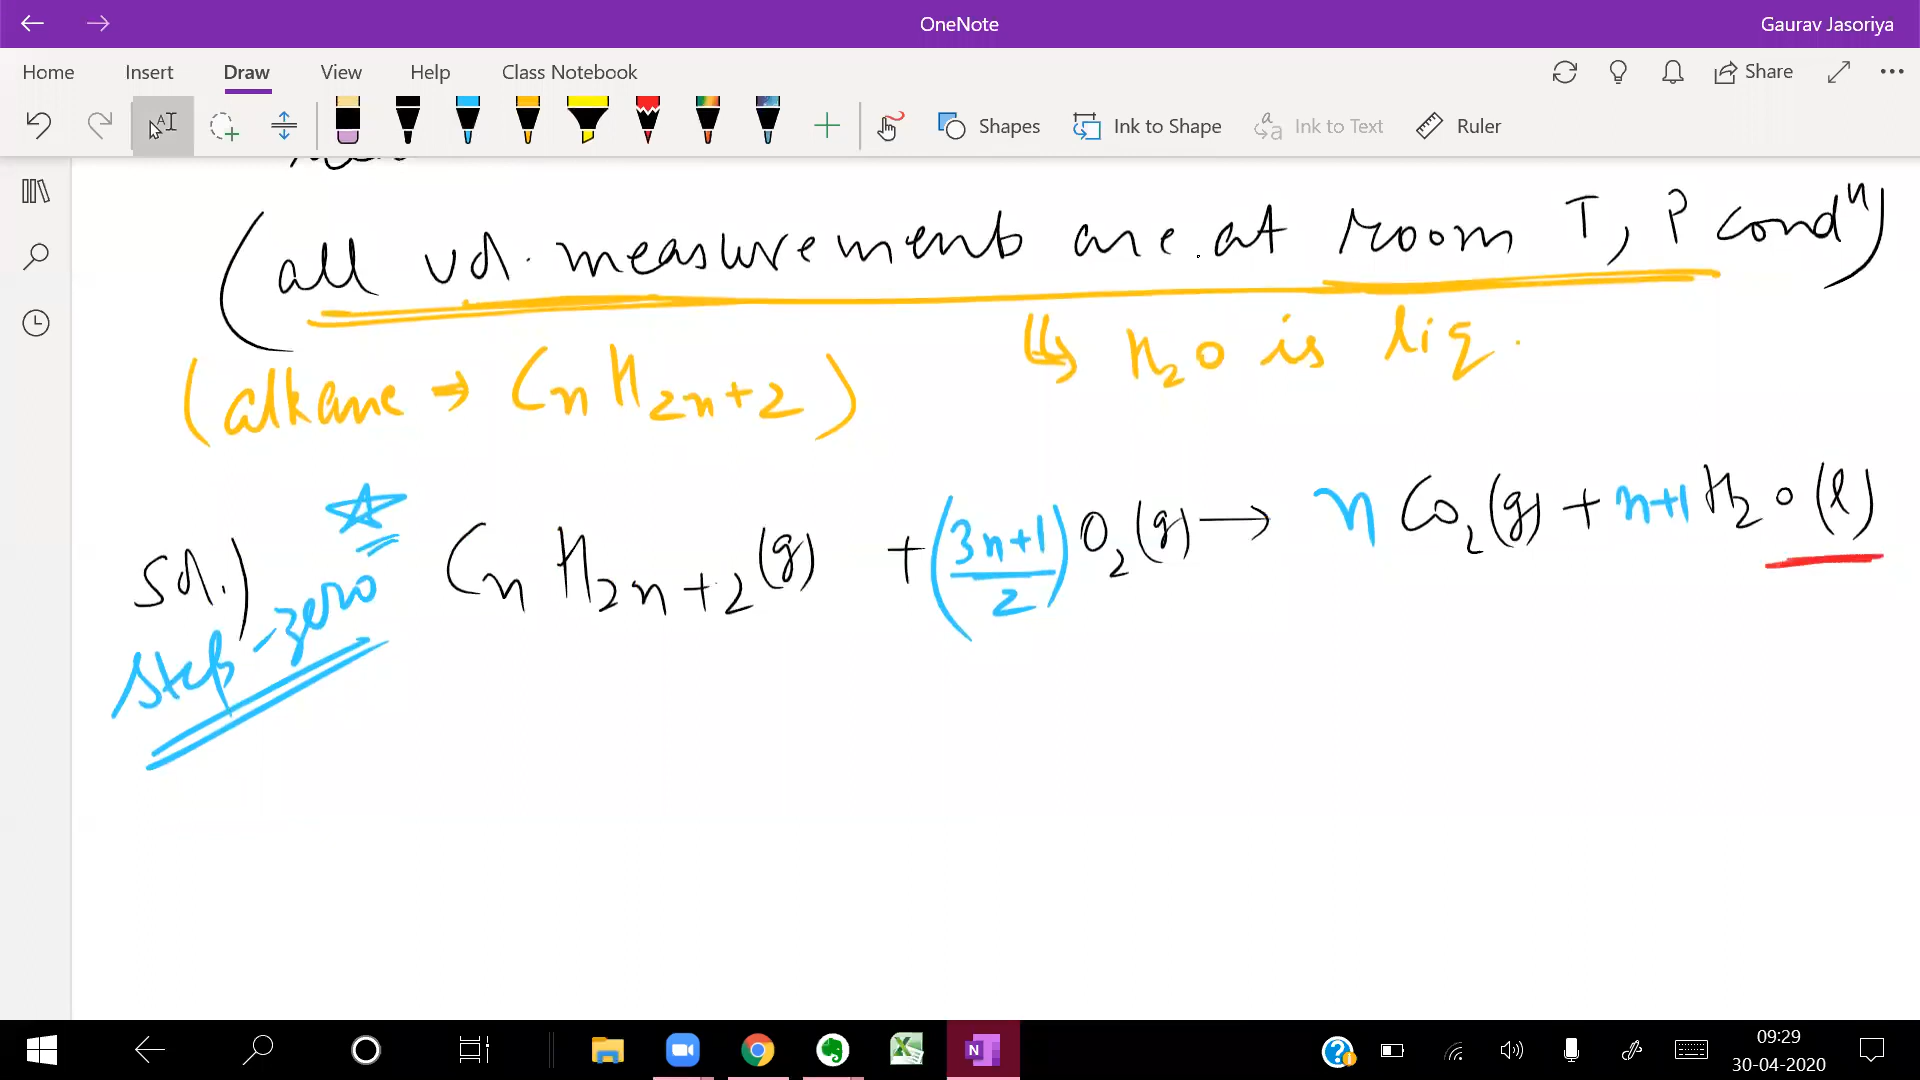 OneNote
Gaurav Jasoriya
Home Insert Draw View Help Class Notebook Share
Shapes Ink to Shape Ink to Text Ruler
(all vol. measurements are at room T, P condⁿ)
↳ H₂O is liq.
(alkane → CnH2n+2)
Sol.) CnH2n+2(g) + (3n+1/2) O₂(g) → n CO₂(g) + n+1 H₂O(l)
Step-zero
09:29
30-04-2020